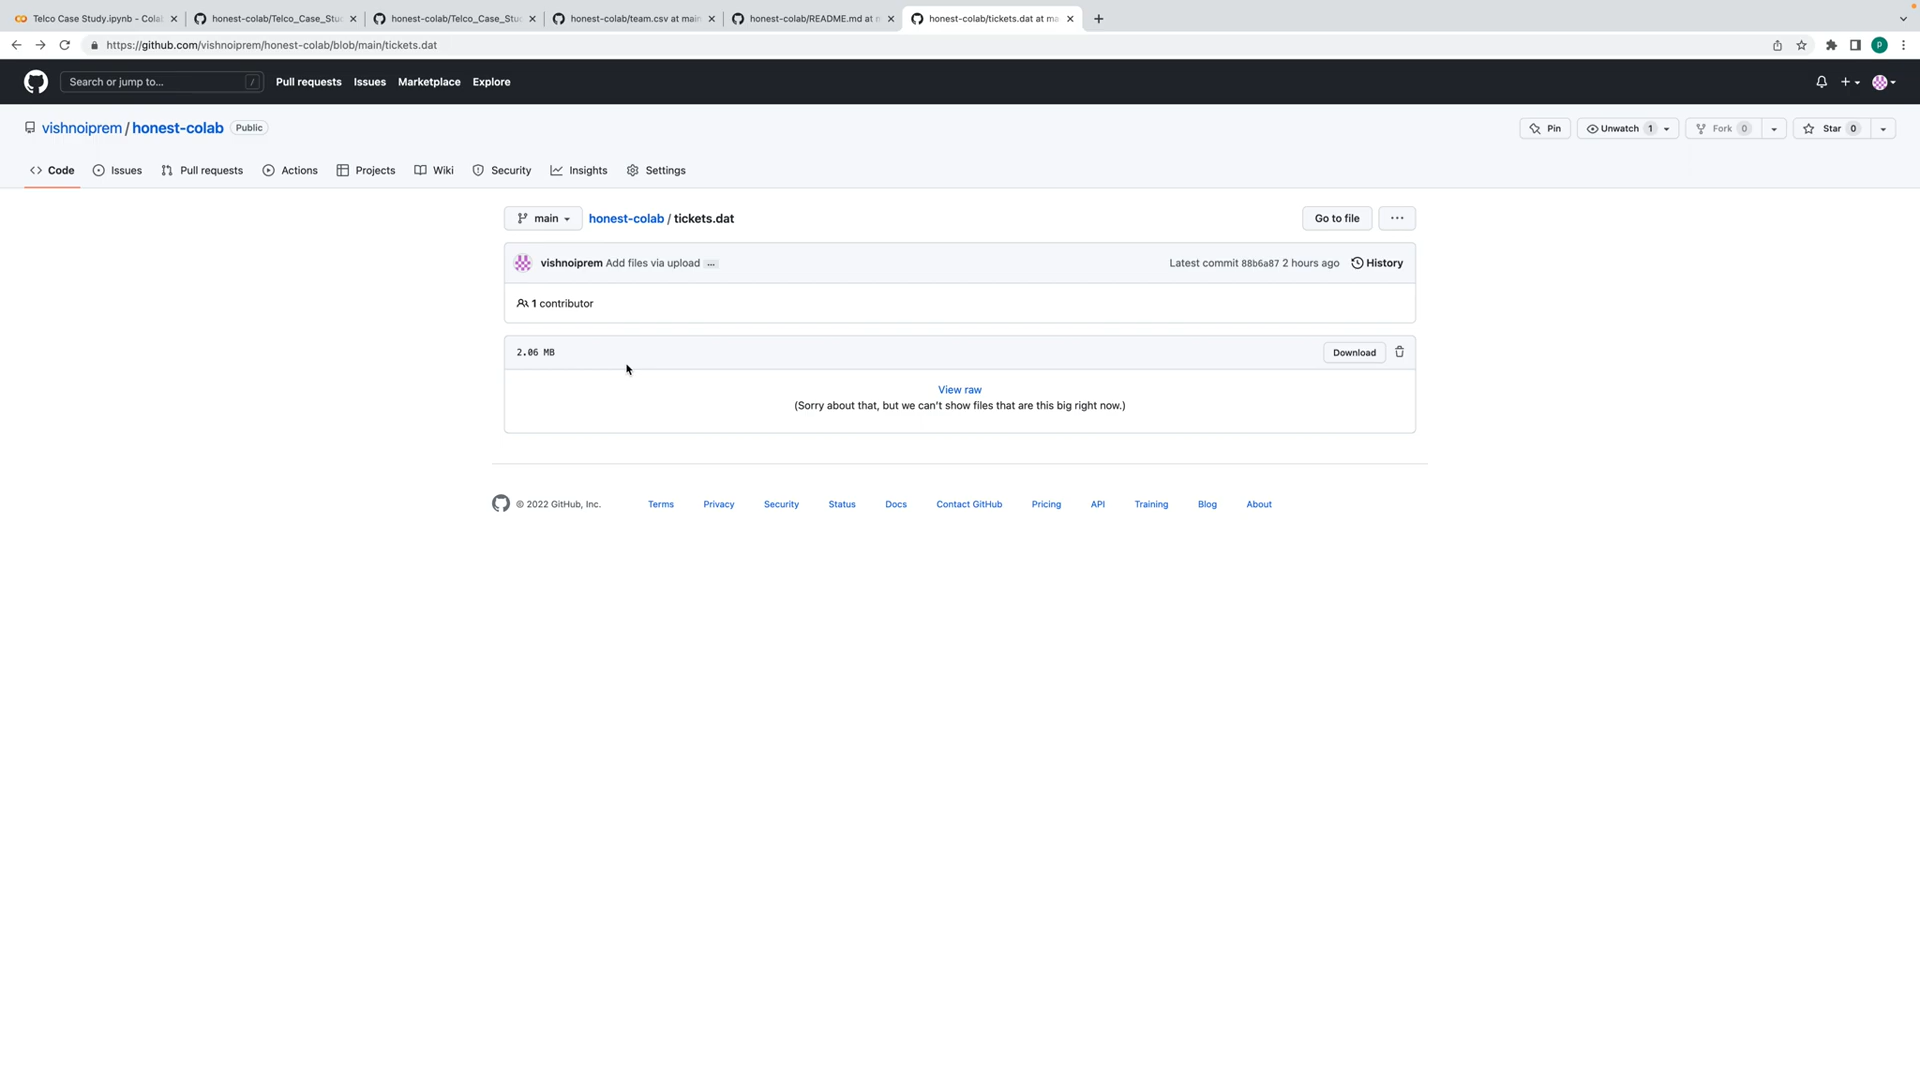 Telco Case Study.ipynb - Cola
honest-colab/Telco_Case_Stu
honest-colab/Telco_Case_Stu
honest-colab/team.csv at main
honest-colab/README.md at
honest-colab/tickets.dat at ma
https://github.com/vishnoiprem/honest-colab/blob/main/tickets.dat
P
Search or jump to... /
Pull requests Issues Marketplace Explore
vishnoiprem / honest-colab Public
Pin Unwatch 1 Fork 0 Star 0
Code Issues Pull requests Actions Projects Wiki Security Insights Settings
main honest-colab / tickets.dat Go to file ...
vishnoiprem Add files via upload ... Latest commit 88b6a87 2 hours ago History
1 contributor
2.06 MB Download
View raw
(Sorry about that, but we can't show files that are this big right now.)
© 2022 GitHub, Inc. Terms Privacy Security Status Docs Contact GitHub Pricing API Training Blog About